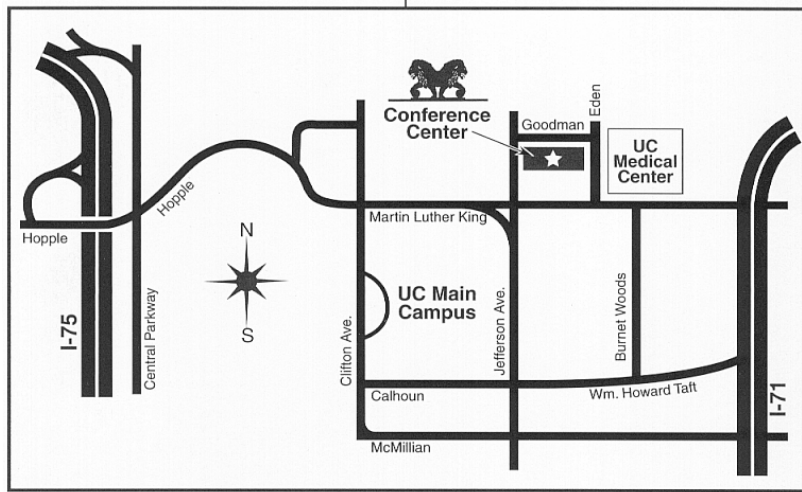 Conference
Center
Goodman
Eden
UC
Medical
Center
Hopple
Martin Luther King
Hopple
N
S
UC Main
Campus
I-75
Central Parkway
Clifton Ave.
Jefferson Ave.
Burnet Woods
I-71
Calhoun
Wm. Howard Taft
McMillian